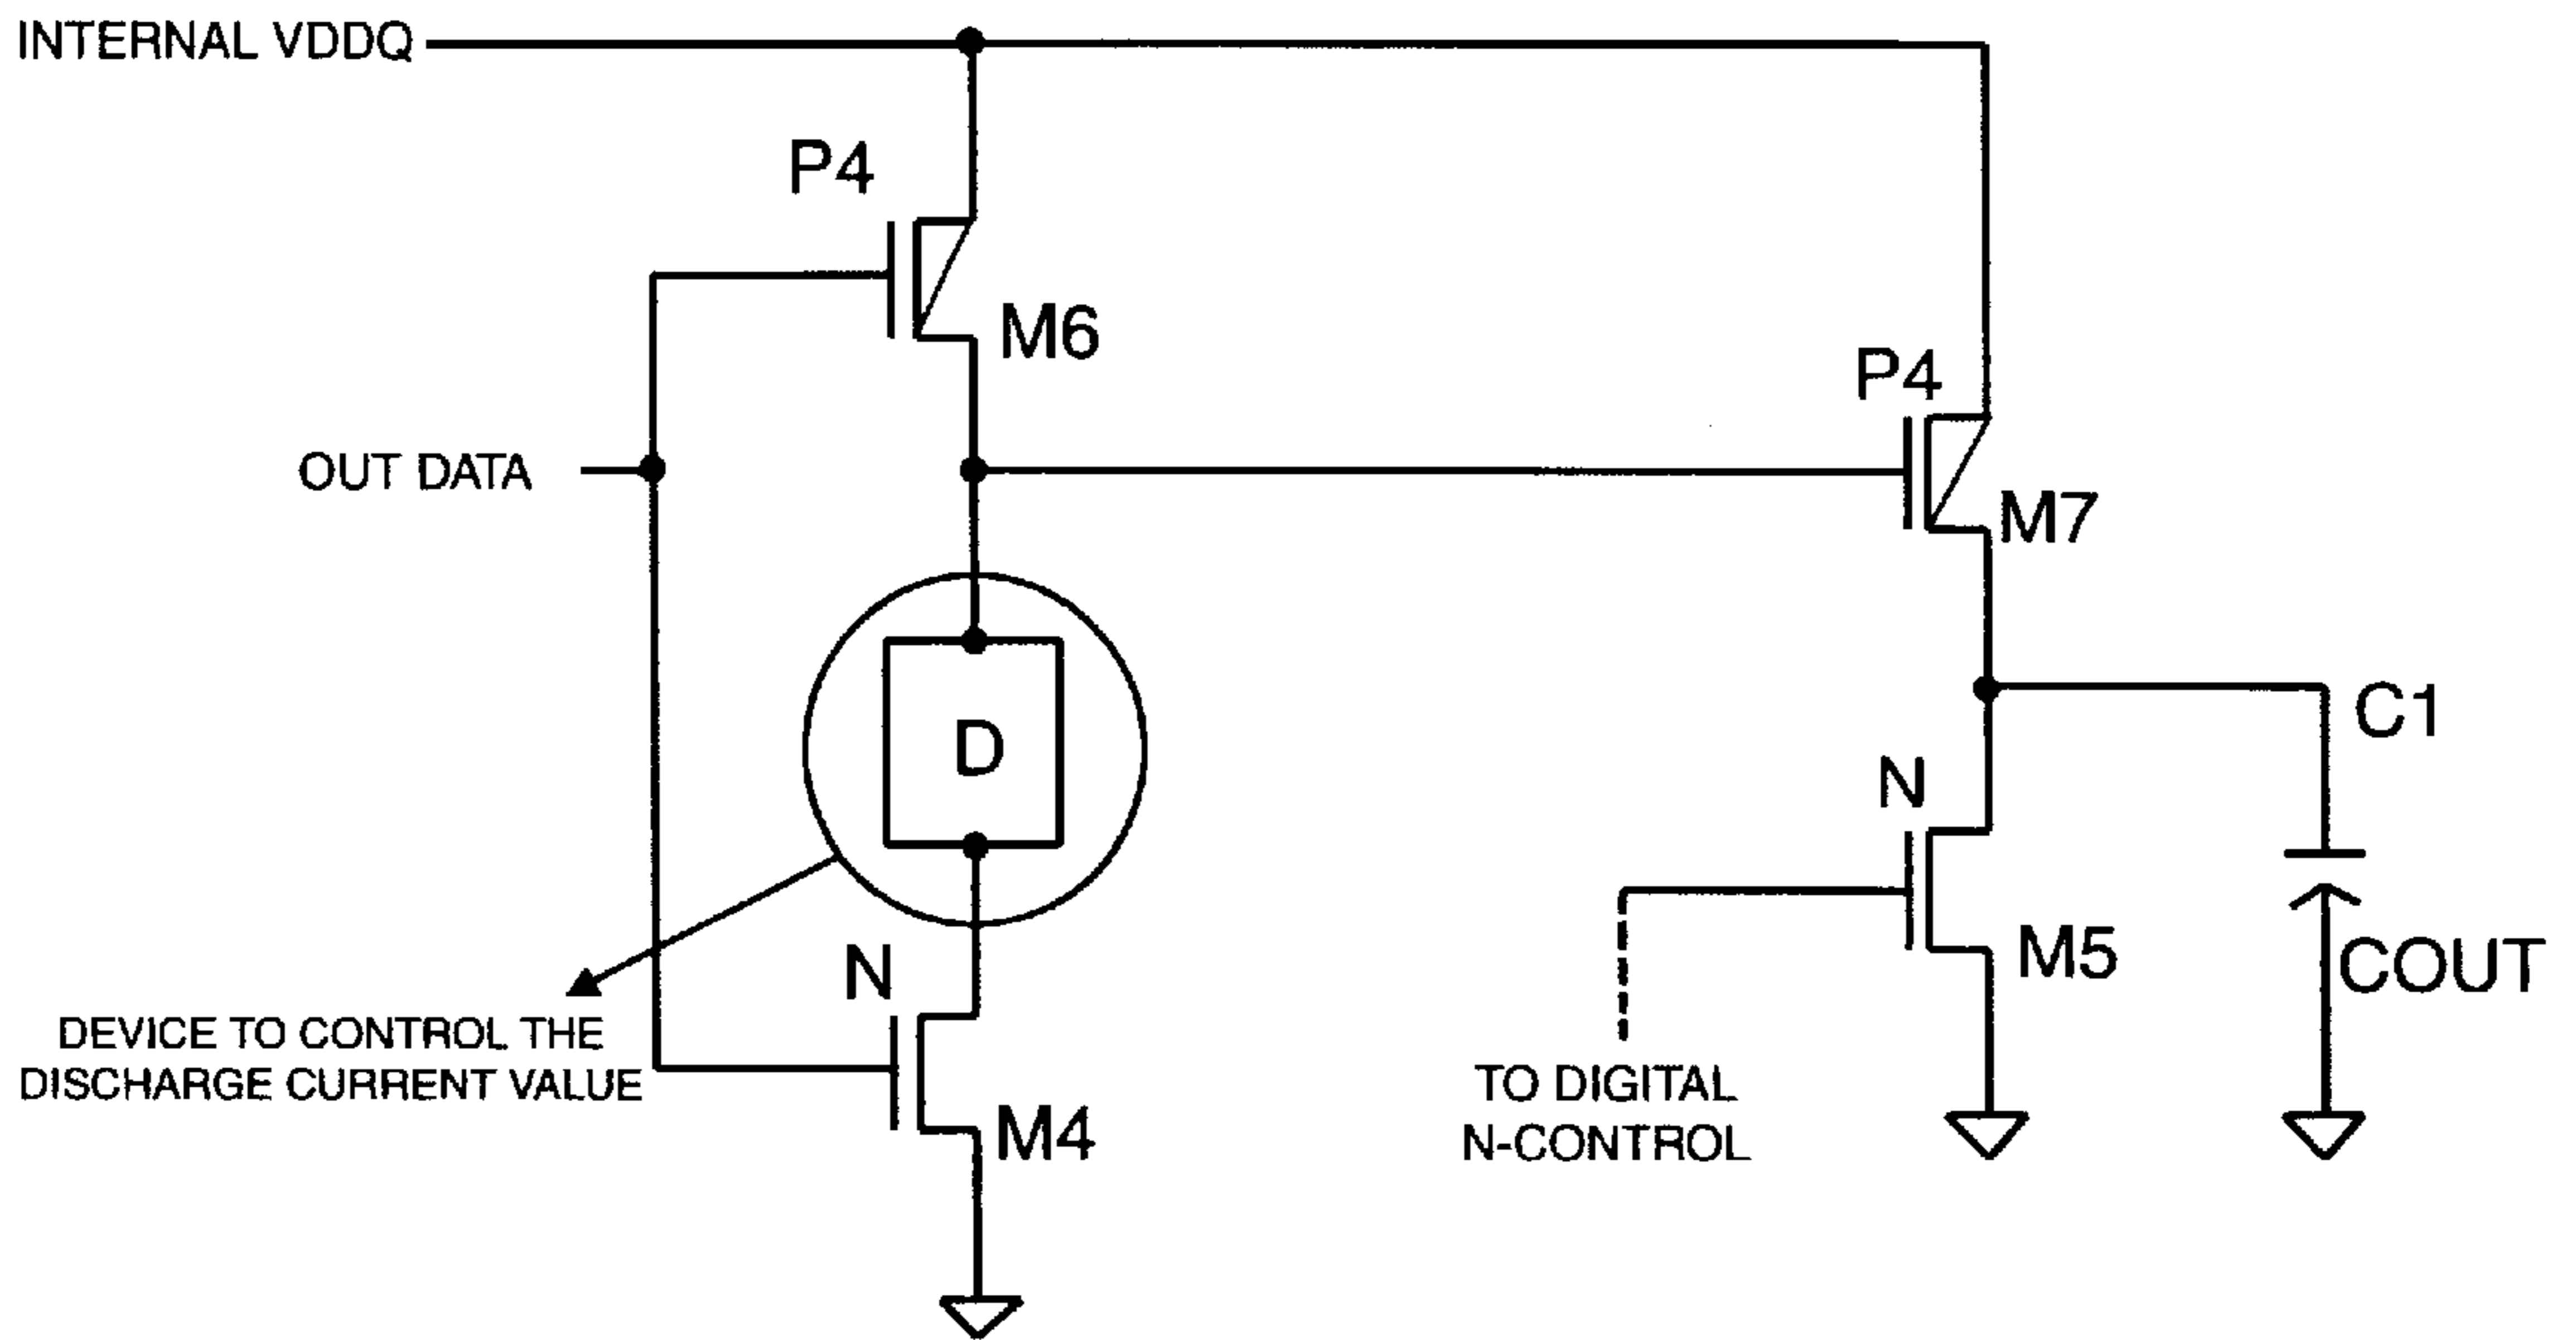 INTERNAL VDDQ
P4
M6
P4
OUT DATA
M7
C1
D
N
M5
COUT
N
DEVICE TO CONTROL THE
DISCHARGE CURRENT VALUE
M4
TO DIGITAL
N-CONTROL